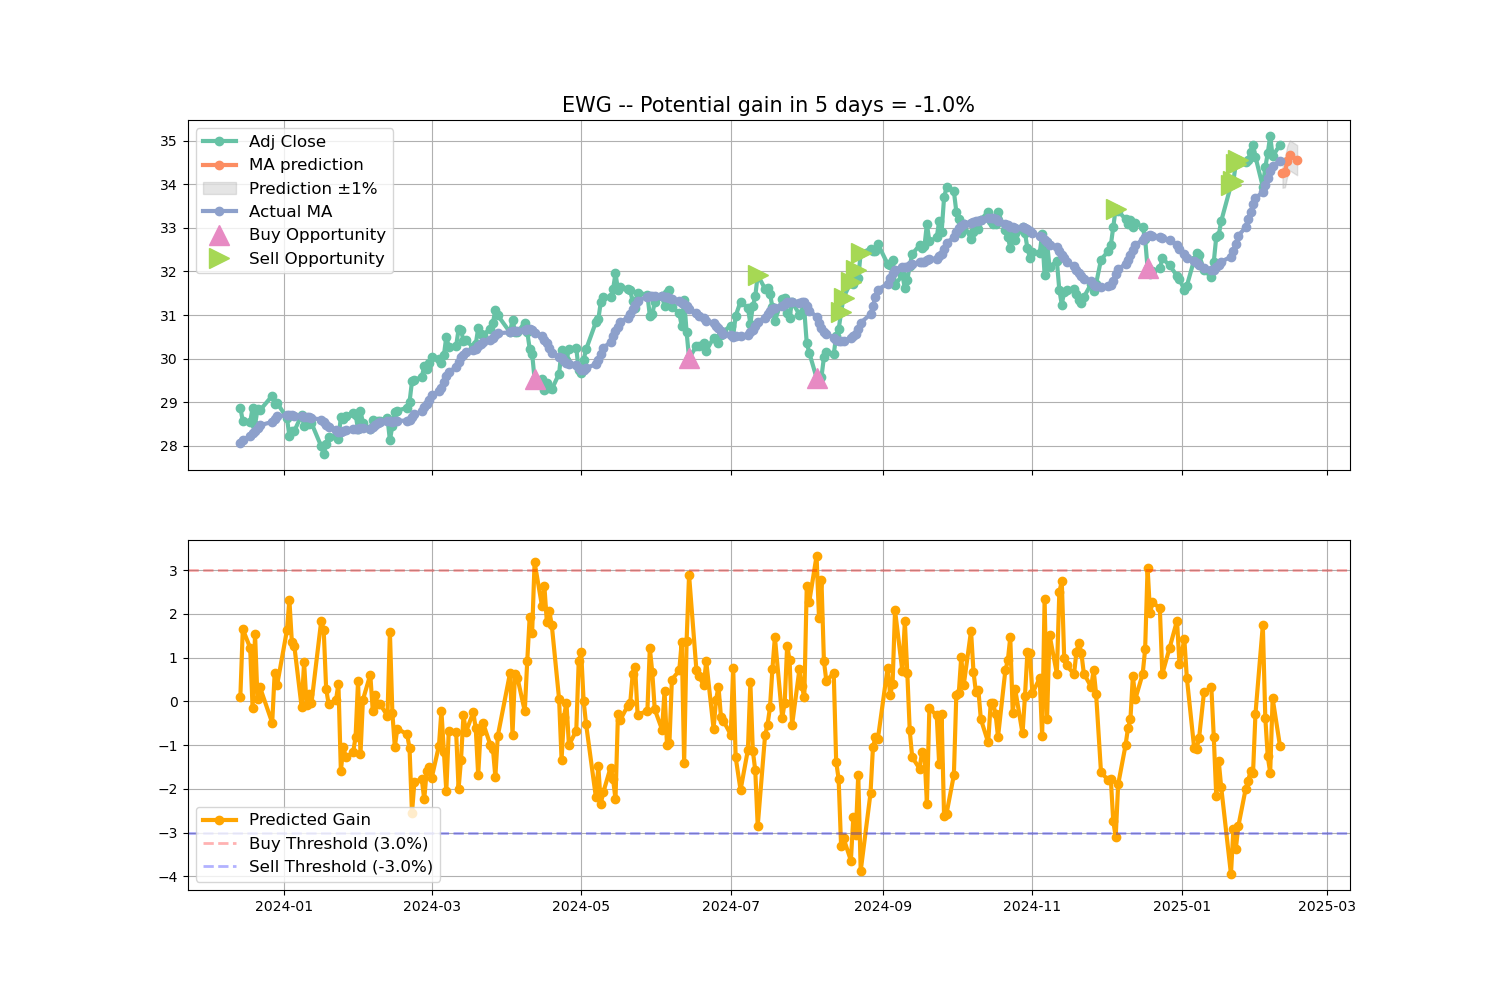 EWG -- Potential gain in 5 days = -1.0%
35
34
33
32
31
30
29
28
Adj Close
MA prediction
Prediction ±1%
Actual MA
Buy Opportunity
Sell Opportunity
3
2
1
0
−1
−2
−3
−4
Predicted Gain
Buy Threshold (3.0%)
Sell Threshold (-3.0%)
2024-01 2024-03 2024-05 2024-07 2024-09 2024-11 2025-01 2025-03